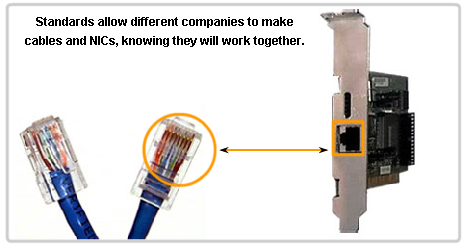 Standards allow different companies to make
cables and NICs, knowing they will work together.